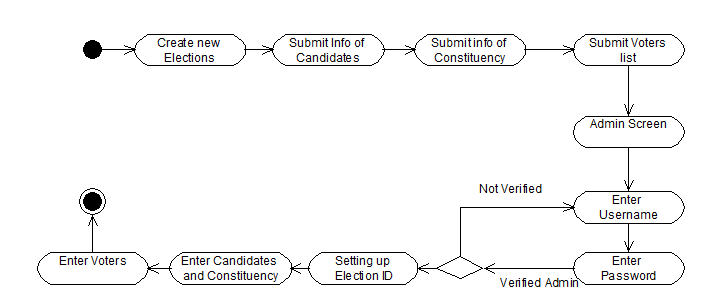 Create new
Elections
Submit Info of
Candidates
Submit info of
Constituency
Submit Voters
list
Admin Screen
Not Verified
Enter
Username
Enter Voters
Enter Candidates
and Constituency
Setting up
Election ID
Verified Admin
Enter
Password